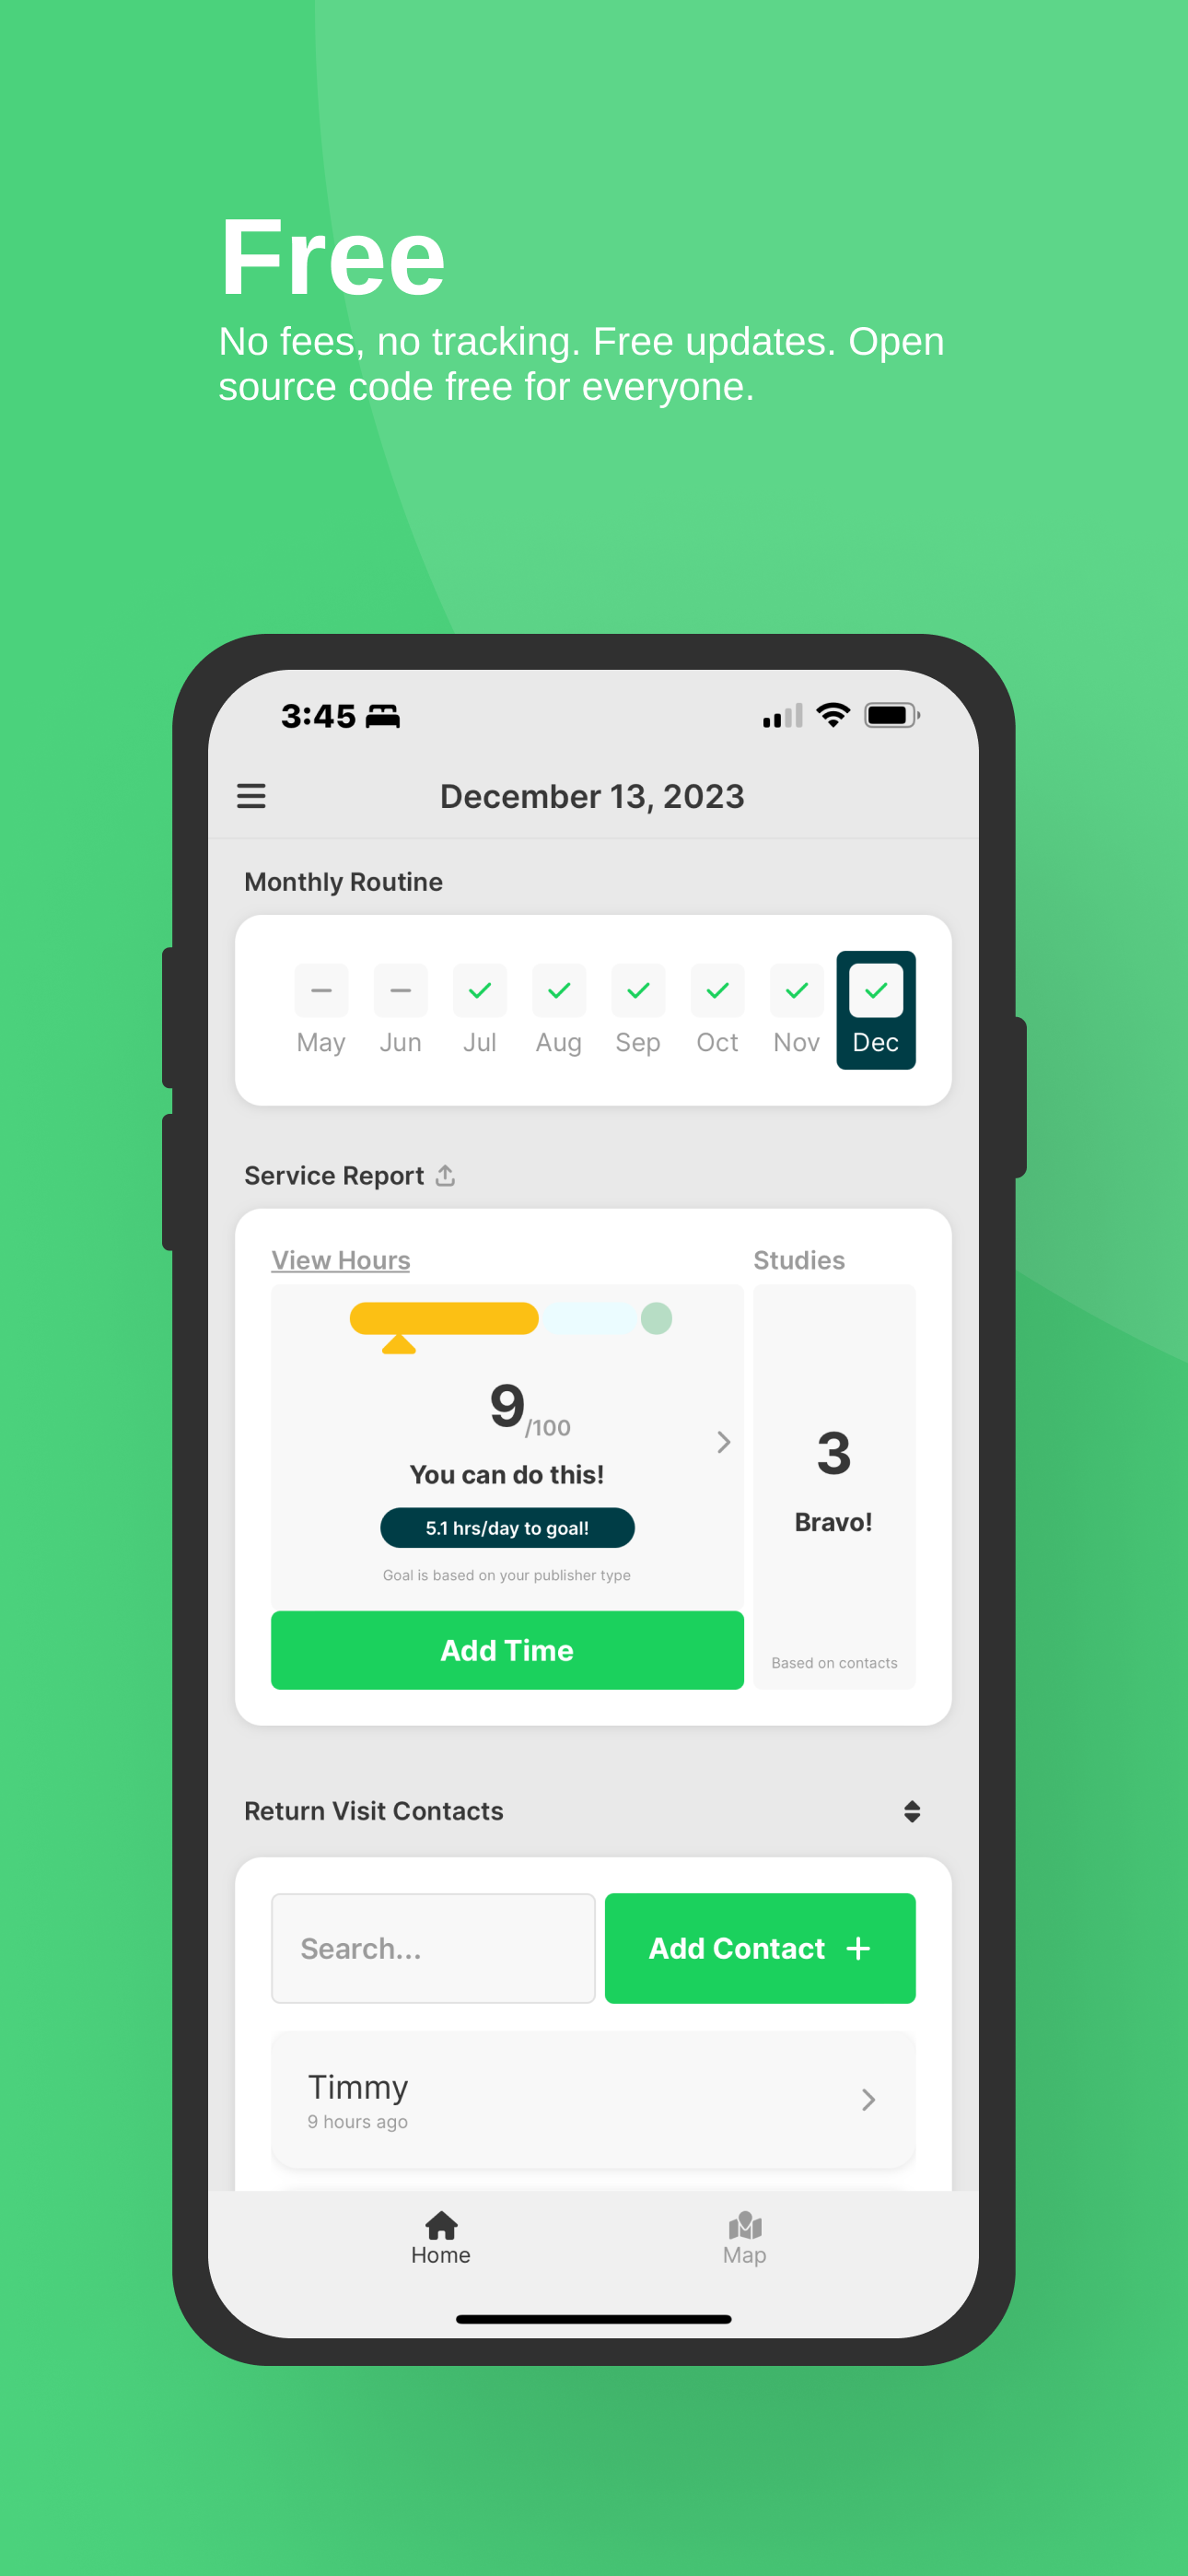 Free
No fees, no tracking. Free updates. Open
source code free for everyone.
3:45
December 13, 2023
Monthly Routine
May Jun Jul Aug Sep Oct Nov Dec
Service Report
View Hours
Studies
9/100
You can do this!
5.1 hrs/day to goal!
Goal is based on your publisher type
Add Time
3
Bravo!
Based on contacts
Return Visit Contacts
Search...
Add Contact +
Timmy
9 hours ago
Home
Map